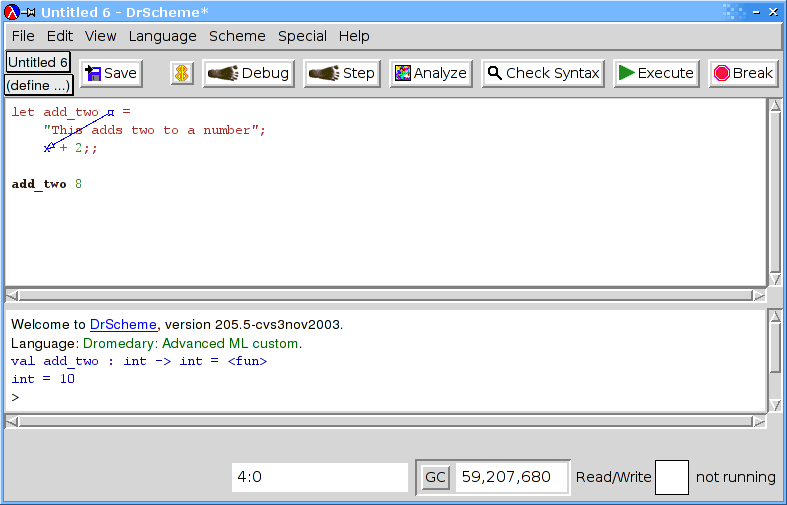 Untitled 6 - DrScheme*
File Edit View Language Scheme Special Help
Untitled 6
(define ...)
Save Debug Step Analyze Check Syntax Execute Break
let add_two x =
"This adds two to a number";
x + 2;;
add_two 8
Welcome to DrScheme, version 205.5-cvs3nov2003.
Language: Dromedary: Advanced ML custom.
val add_two : int -> int = <fun>
int = 10
>
4:0 GC 59,207,680 Read/Write not running